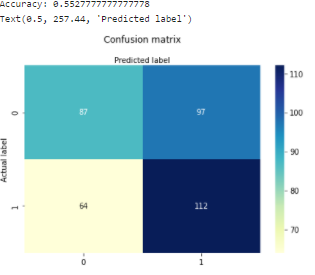 Accuracy: 0.5527777777777778
Text(0.5, 257.44, 'Predicted label')
Confusion matrix
Predicted label
Actual label
0
87
97
1
64
112
0
1
110
100
90
80
70